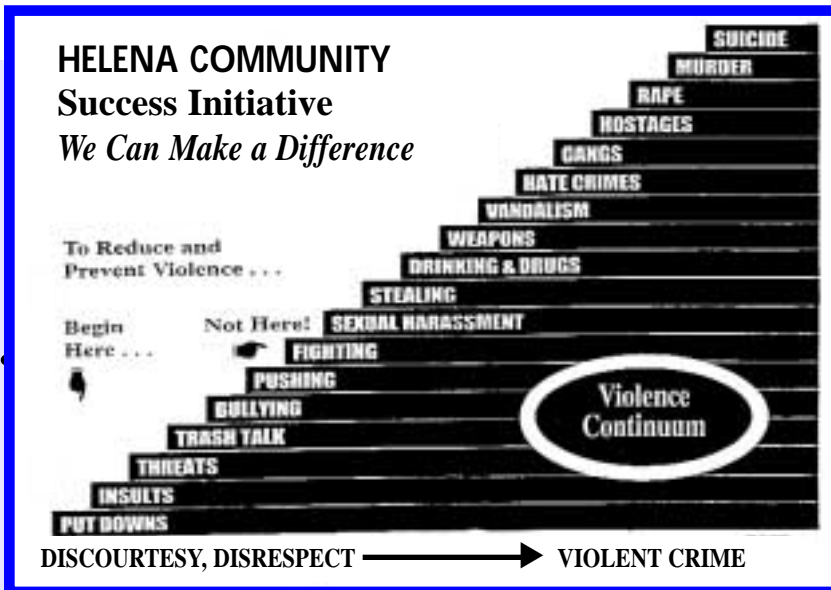 HELENA COMMUNITY
Success Initiative
We Can Make a Difference
SUICIDE
MURDER
RAPE
HOSTAGES
GANGS
HATE CRIMES
VANDALISM
WEAPONS
DRINKING & DRUGS
STEALING
SEXUAL HARASSMENT
FIGHTING
PUSHING
BULLYING
TRASH TALK
THREATS
INSULTS
PUT DOWNS
To Reduce and
Prevent Violence . . .
Begin
Here . . .
Not Here!
Violence
Continuum
DISCOURTESY, DISRESPECT
VIOLENT CRIME